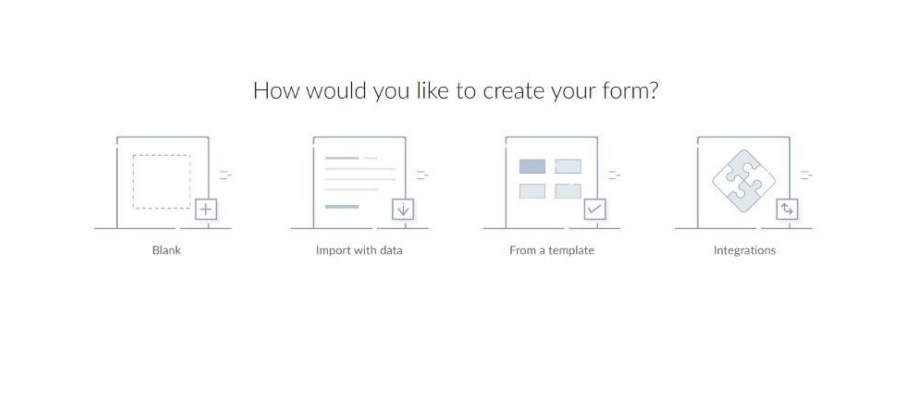 How would you like to create your form?
Blank
Import with data
From a template
Integrations